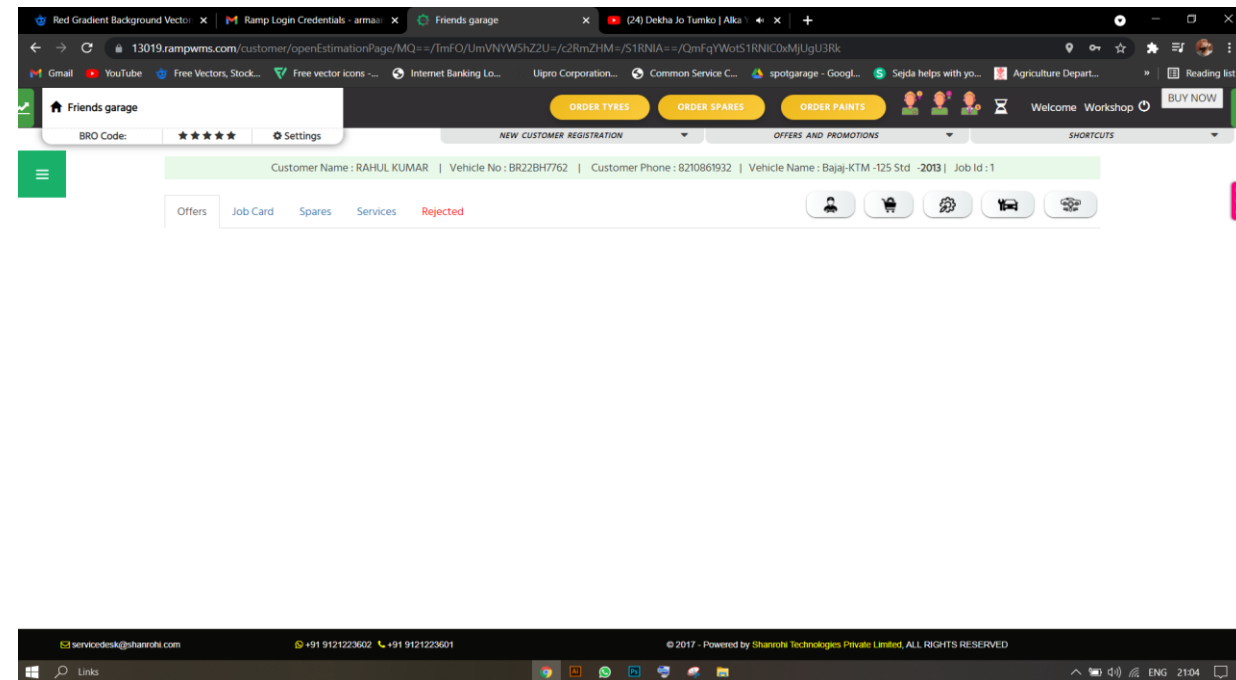 Red Gradient Background Vector
Ramp Login Credentials - armaar
Friends garage
(24) Dekha Jo Tumko | Alka Y
13019.rampwms.com/customer/openEstimationPage/MQ==/TmFO/UmVNYW5hZ2U=/c2RmZHM=/S1RNIA==/QmFqYWotS1RNIC0xMjUgU3Rk
Gmail YouTube Free Vectors, Stock... Free vector icons -... Internet Banking Lo... Uipro Corporation... Common Service C... spotgarage - Googl... Sejda helps with yo... Agriculture Depart... » Reading list
Friends garage
ORDER TYRES ORDER SPARES ORDER PAINTS Welcome Workshop BUY NOW
BRO Code: ★★★★★ Settings NEW CUSTOMER REGISTRATION OFFERS AND PROMOTIONS SHORTCUTS
Customer Name : RAHUL KUMAR | Vehicle No : BR22BH7762 | Customer Phone : 8210861932 | Vehicle Name : Bajaj-KTM -125 Std -2013 | Job Id : 1
Offers Job Card Spares Services Rejected
servicedesk@shanrohi.com +91 9121223602 +91 9121223601 © 2017 - Powered by Shanrohi Technologies Private Limited, ALL RIGHTS RESERVED
Links Ai Ps ENG 21:04